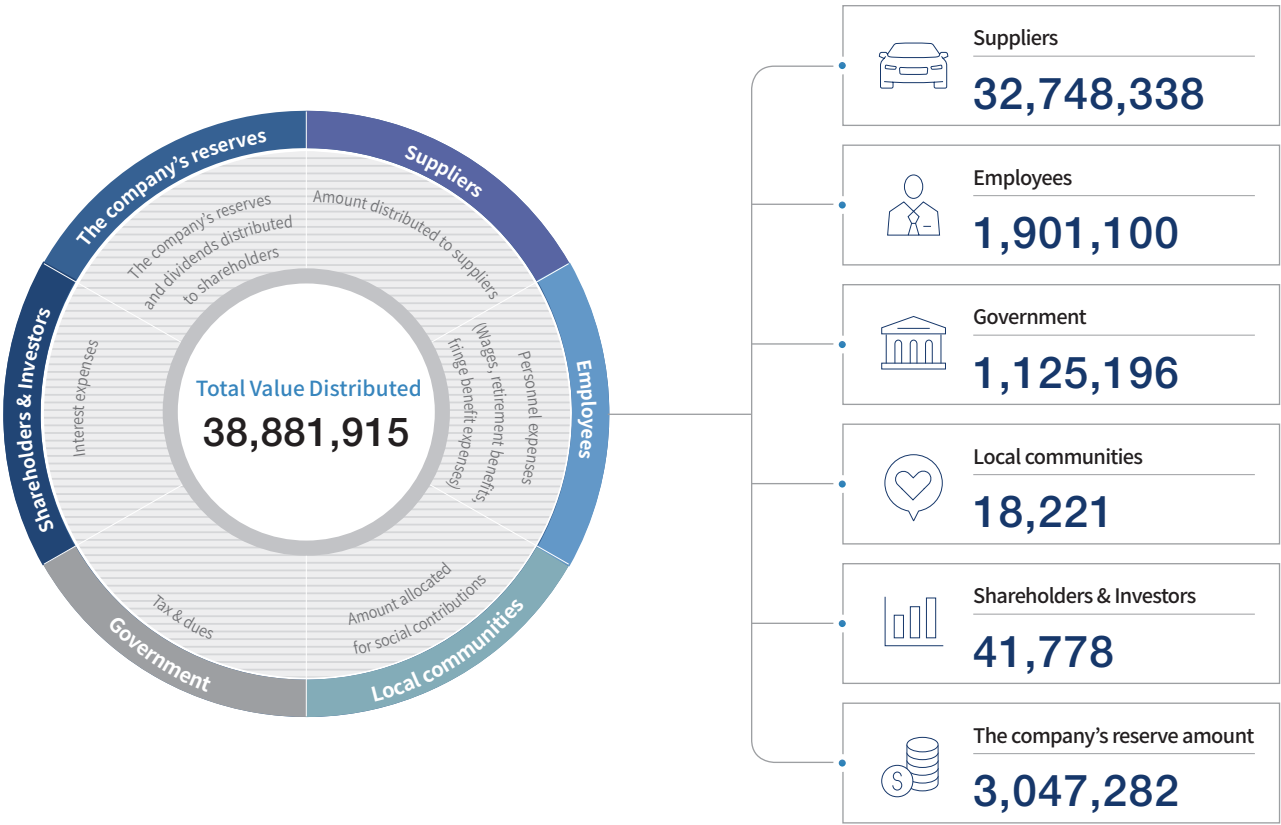 The company's reserves
Suppliers
Employees
Local communities
Government
Shareholders & Investors
The company's reserves
and dividends distributed
to shareholders
Amount distributed to suppliers
Personnel expenses
(Wages, retirement benefits,
fringe benefit expenses)
Amount allocated
for social contributions
Tax & dues
Interest expenses
Total Value Distributed
38,881,915
Suppliers
32,748,338
Employees
1,901,100
Government
1,125,196
Local communities
18,221
Shareholders & Investors
41,778
The company's reserve amount
3,047,282
S